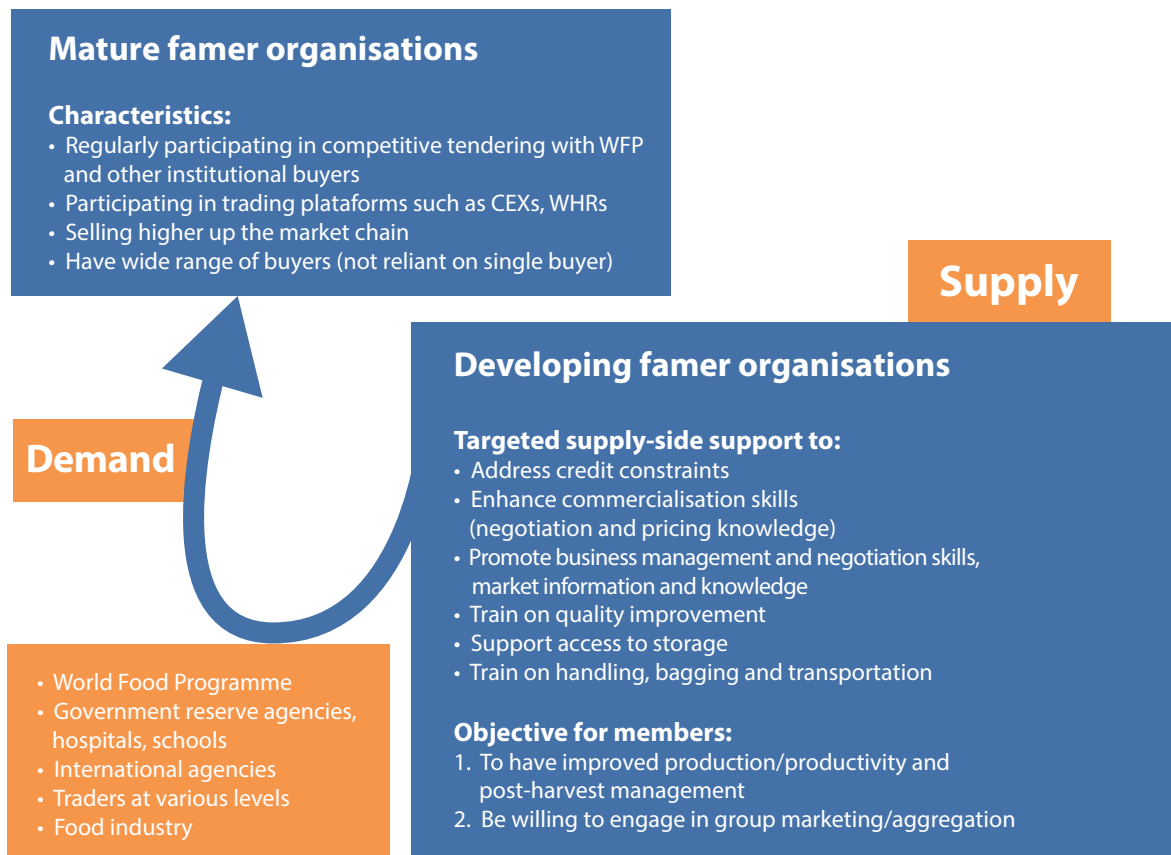 Mature famer organisations
Characteristics:
• Regularly participating in competitive tendering with WFP
and other institutional buyers
• Participating in trading plataforms such as CEXs, WHRs
• Selling higher up the market chain
• Have wide range of buyers (not reliant on single buyer)
Supply
Developing famer organisations
Targeted supply-side support to:
• Address credit constraints
• Enhance commercialisation skills
(negotiation and pricing knowledge)
• Promote business management and negotiation skills,
market information and knowledge
• Train on quality improvement
• Support access to storage
• Train on handling, bagging and transportation
Objective for members:
1. To have improved production/productivity and
post-harvest management
2. Be willing to engage in group marketing/aggregation
Demand
• World Food Programme
• Government reserve agencies,
hospitals, schools
• International agencies
• Traders at various levels
• Food industry